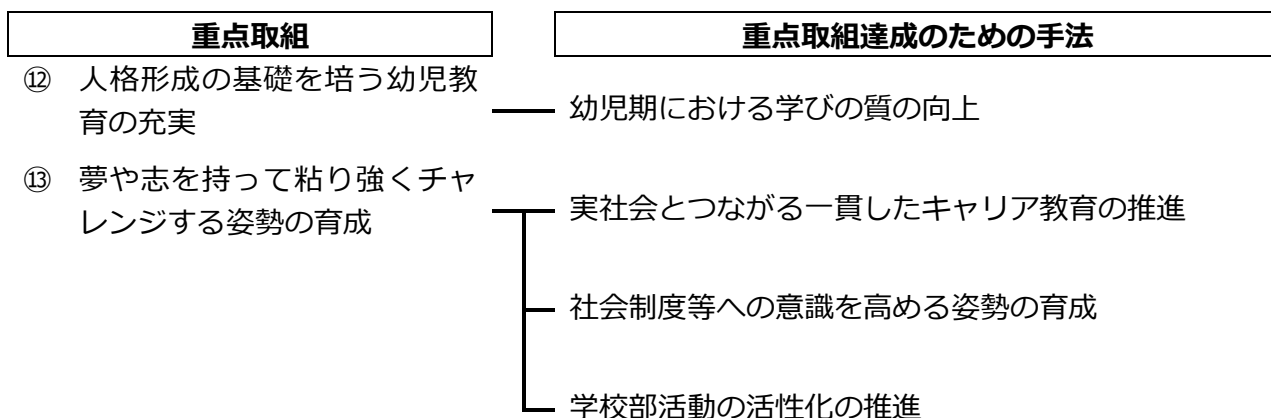 重点取組
重点取組達成のための手法
⑫ 人格形成の基礎を培う幼児教
育の充実
幼児期における学びの質の向上
⑬ 夢や志を持って粘り強くチャ
レンジする姿勢の育成
実社会とつながる一貫したキャリア教育の推進
社会制度等への意識を高める姿勢の育成
学校部活動の活性化の推進